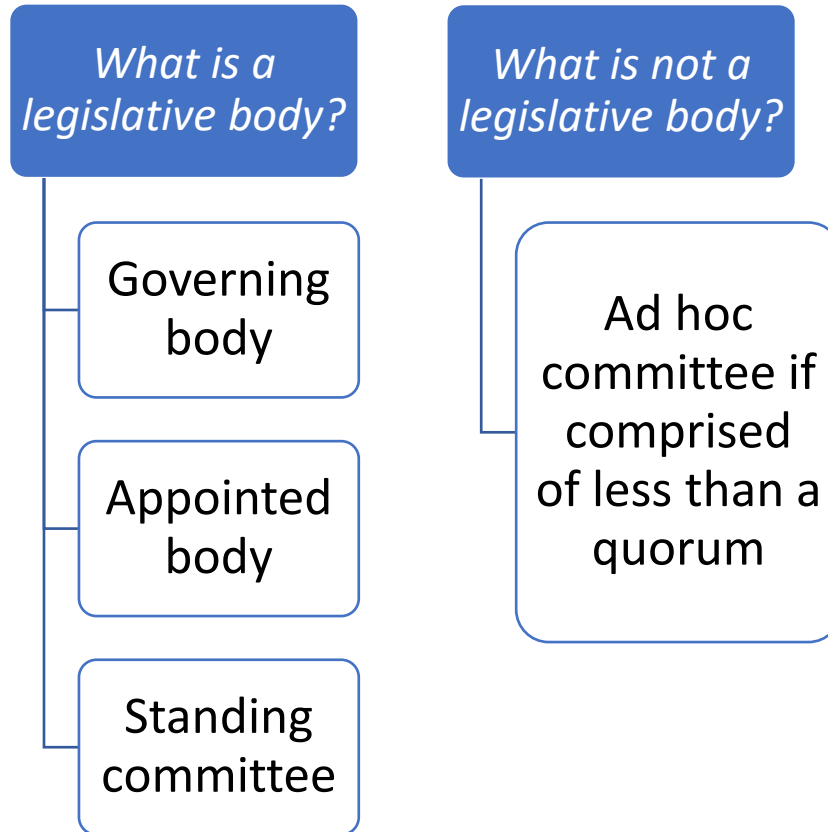 What is a
legislative body?
Governing
body
Appointed
body
Standing
committee
What is not a
legislative body?
Ad hoc
committee if
comprised
of less than a
quorum